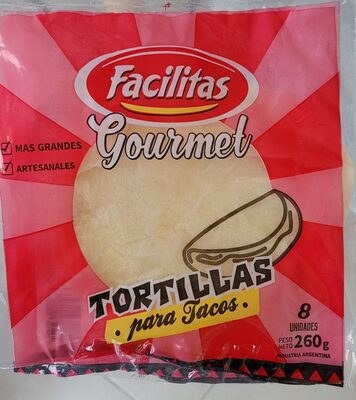 Facilitas
Gourmet
MAS GRANDES
ARTESANALES
TORTILLAS
• para Tacos •
8
UNIDADES
PESO NETO 260g
INDUSTRIA ARGENTINA